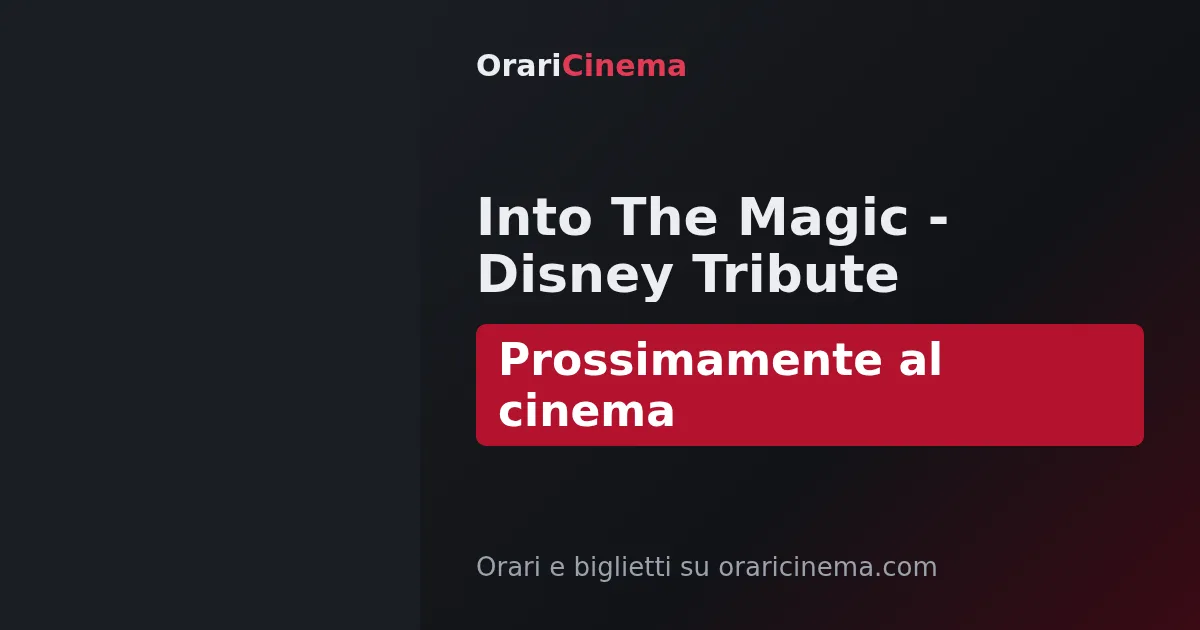 OrariCinema
Into The Magic -
Disney Tribute
Prossimamente al
cinema
Orari e biglietti su oraricinema.com